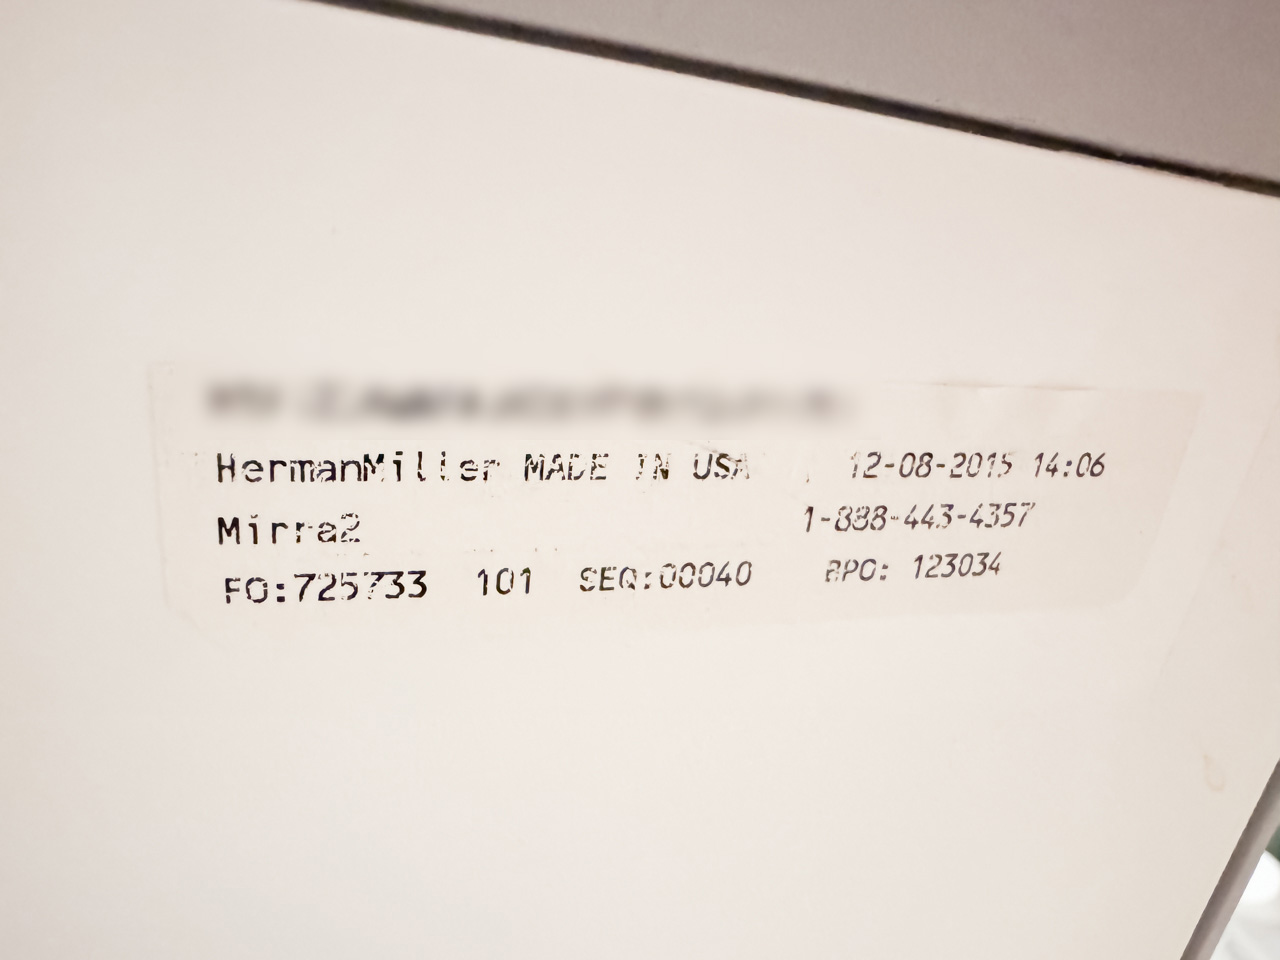 HermanMiller MADE IN USA 12-08-2015 14:06
Mirra2 1-888-443-4357
FO:725733 101 SEQ:00040 RPO: 123034